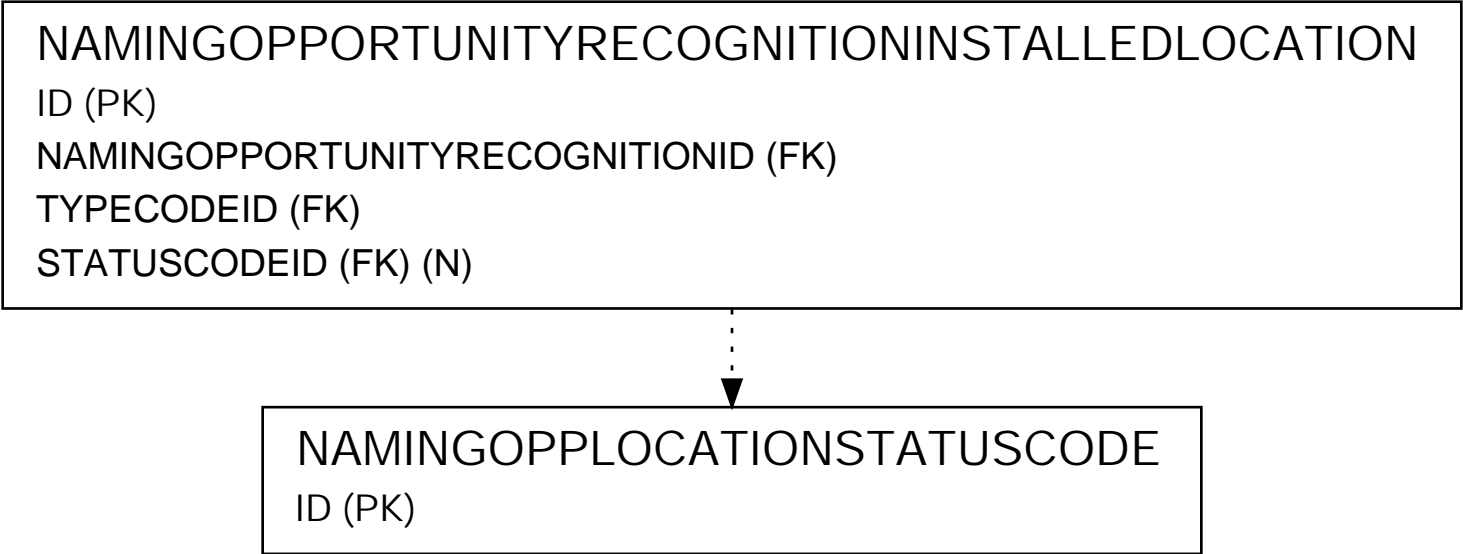 NAMINGOPPORTUNITYRECOGNITIONINSTALLEDLOCATION
ID (PK)
NAMINGOPPORTUNITYRECOGNITIONID (FK)
TYPECODEID (FK)
STATUSCODEID (FK) (N)
NAMINGOPPLOCATIONSTATUSCODE
ID (PK)